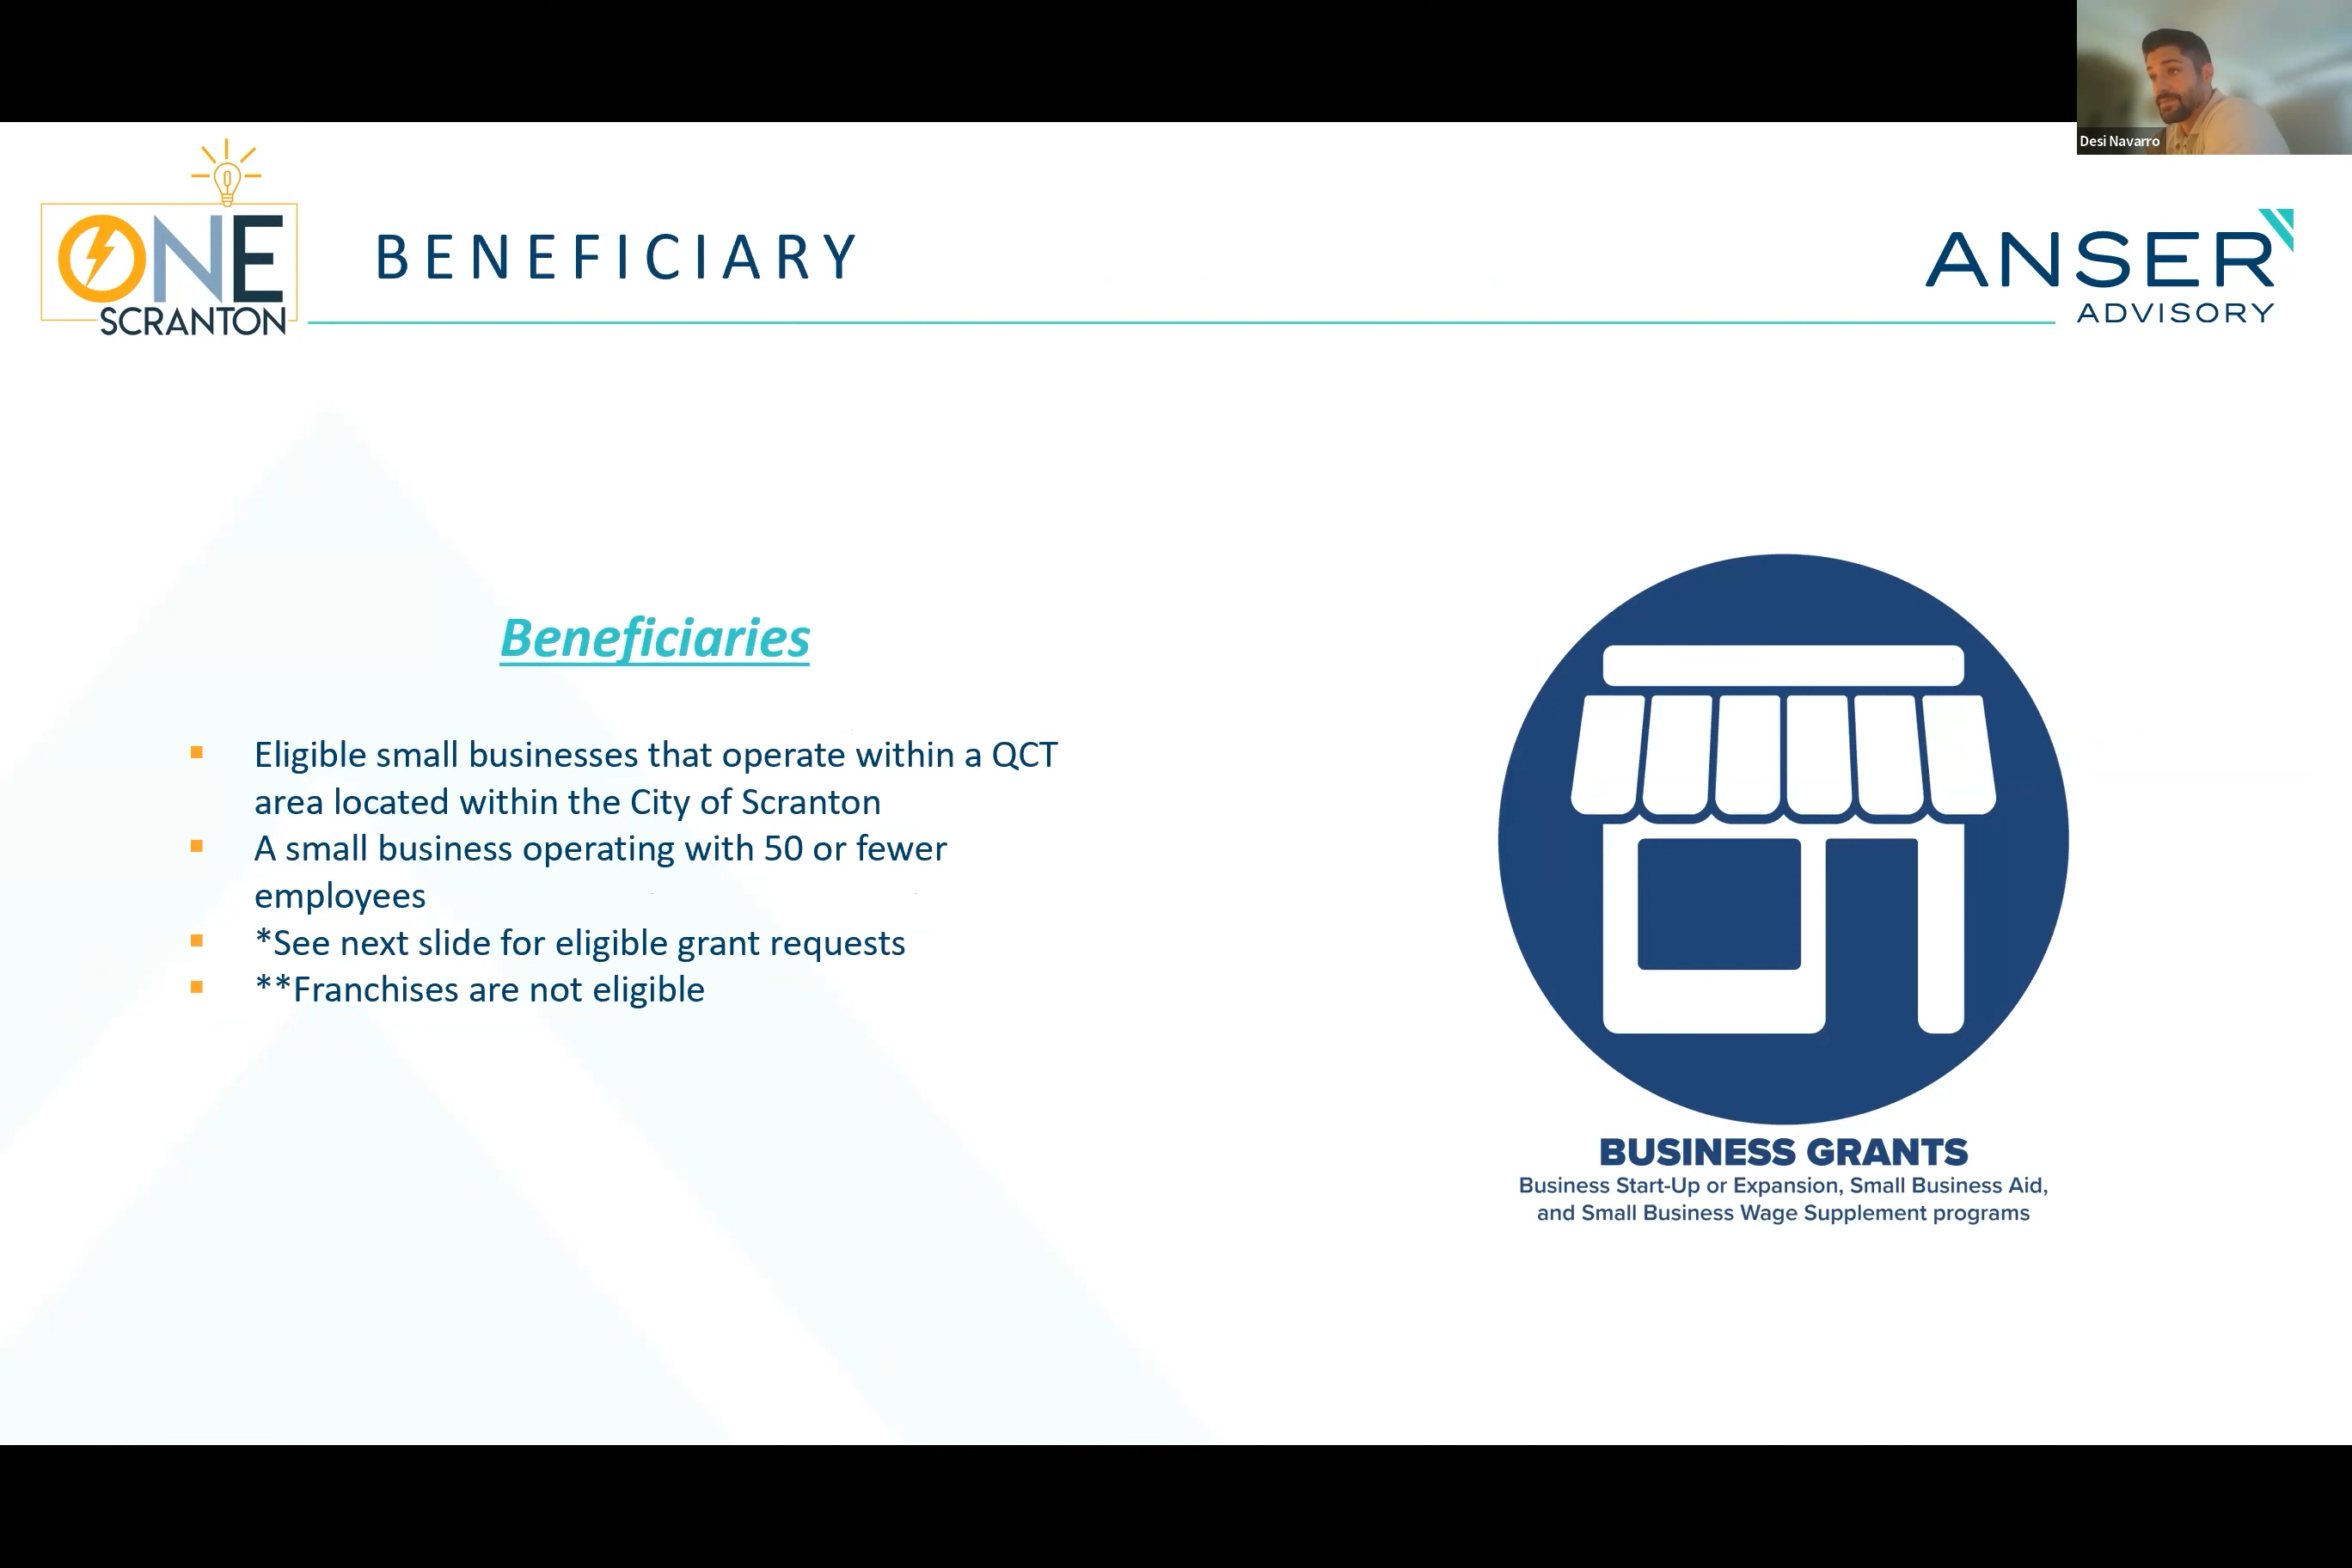 Desi Navarro
ONE
SCRANTON
BENEFICIARY
ANSER
ADVISORY
Beneficiaries
Eligible small businesses that operate within a QCT
area located within the City of Scranton
A small business operating with 50 or fewer
employees
*See next slide for eligible grant requests
**Franchises are not eligible
BUSINESS GRANTS
Business Start-Up or Expansion, Small Business Aid,
and Small Business Wage Supplement programs